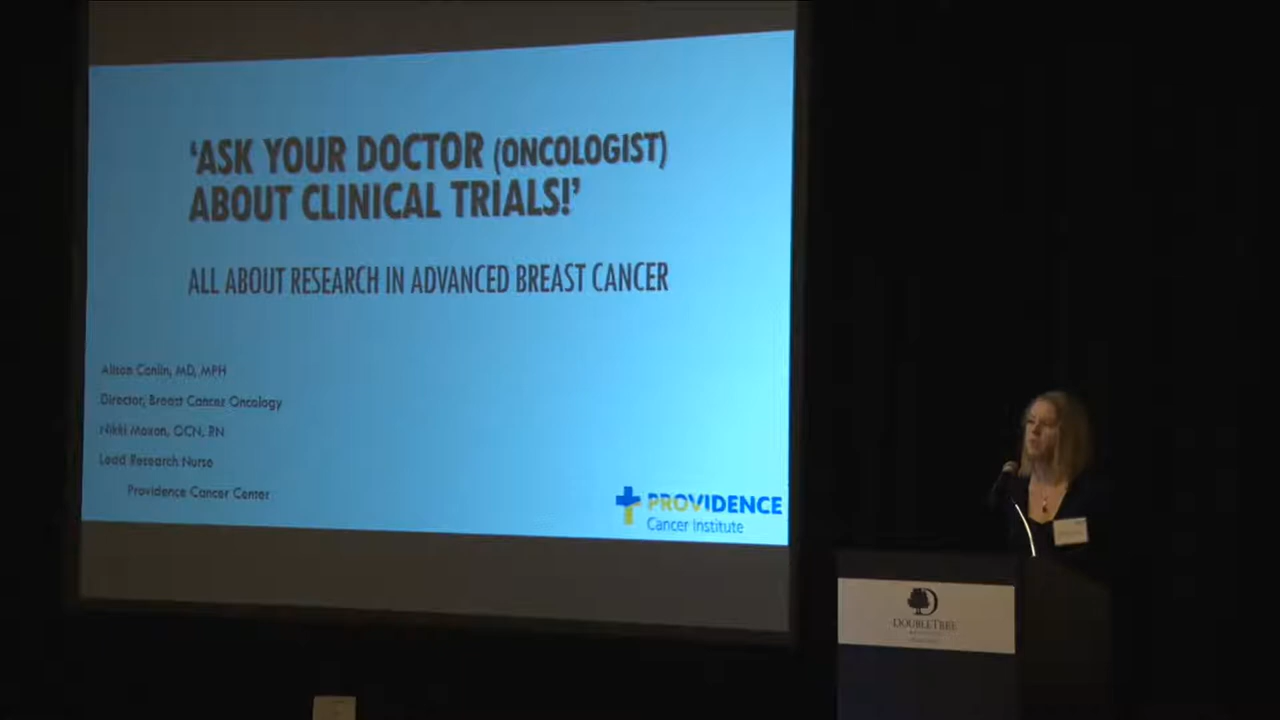 ‘ASK YOUR DOCTOR (ONCOLOGIST)
ABOUT CLINICAL TRIALS!’
ALL ABOUT RESEARCH IN ADVANCED BREAST CANCER
Alison Conlin, MD, MPH
Director, Breast Cancer Oncology
Nikki Moxon, OCN, RN
Lead Research Nurse
Providence Cancer Center
PROVIDENCE
Cancer Institute
D
DOUBLETREE